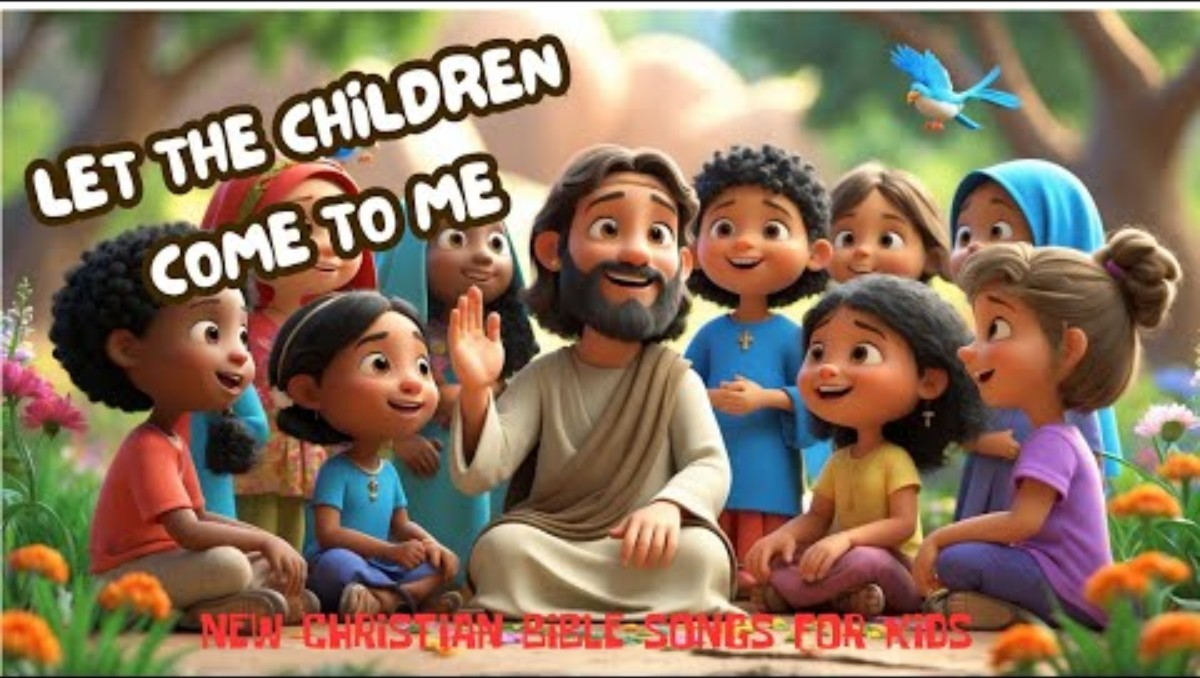 LET THE CHILDREN
COME TO ME
NEW CHRISTIAN BIBLE SONGS FOR KIDS